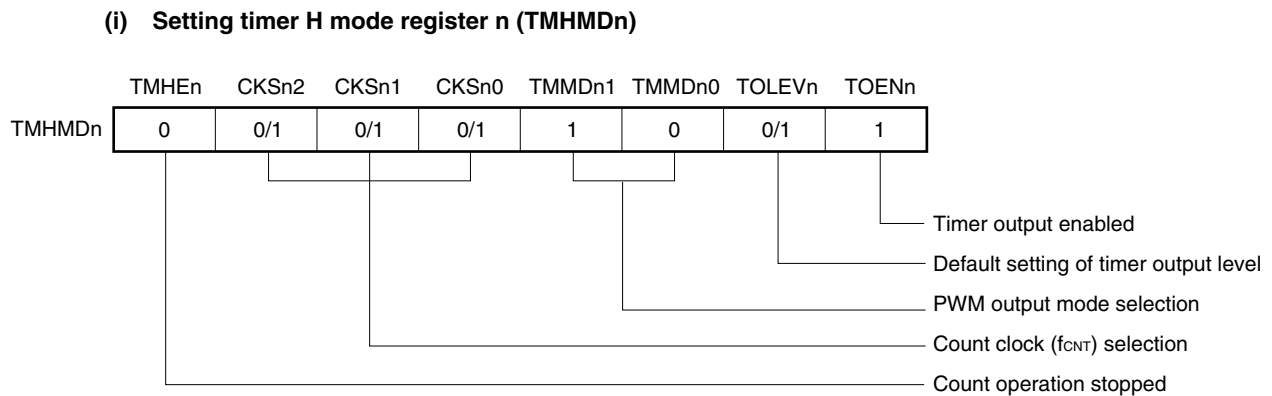 (i) Setting timer H mode register n (TMHMDn)
TMHEn CKSn2 CKSn1 CKSn0 TMMDn1 TMMDn0 TOLEVn TOENn
TMHMDn 0 0/1 0/1 0/1 1 0 0/1 1
Timer output enabled
Default setting of timer output level
PWM output mode selection
Count clock (fCNT) selection
Count operation stopped